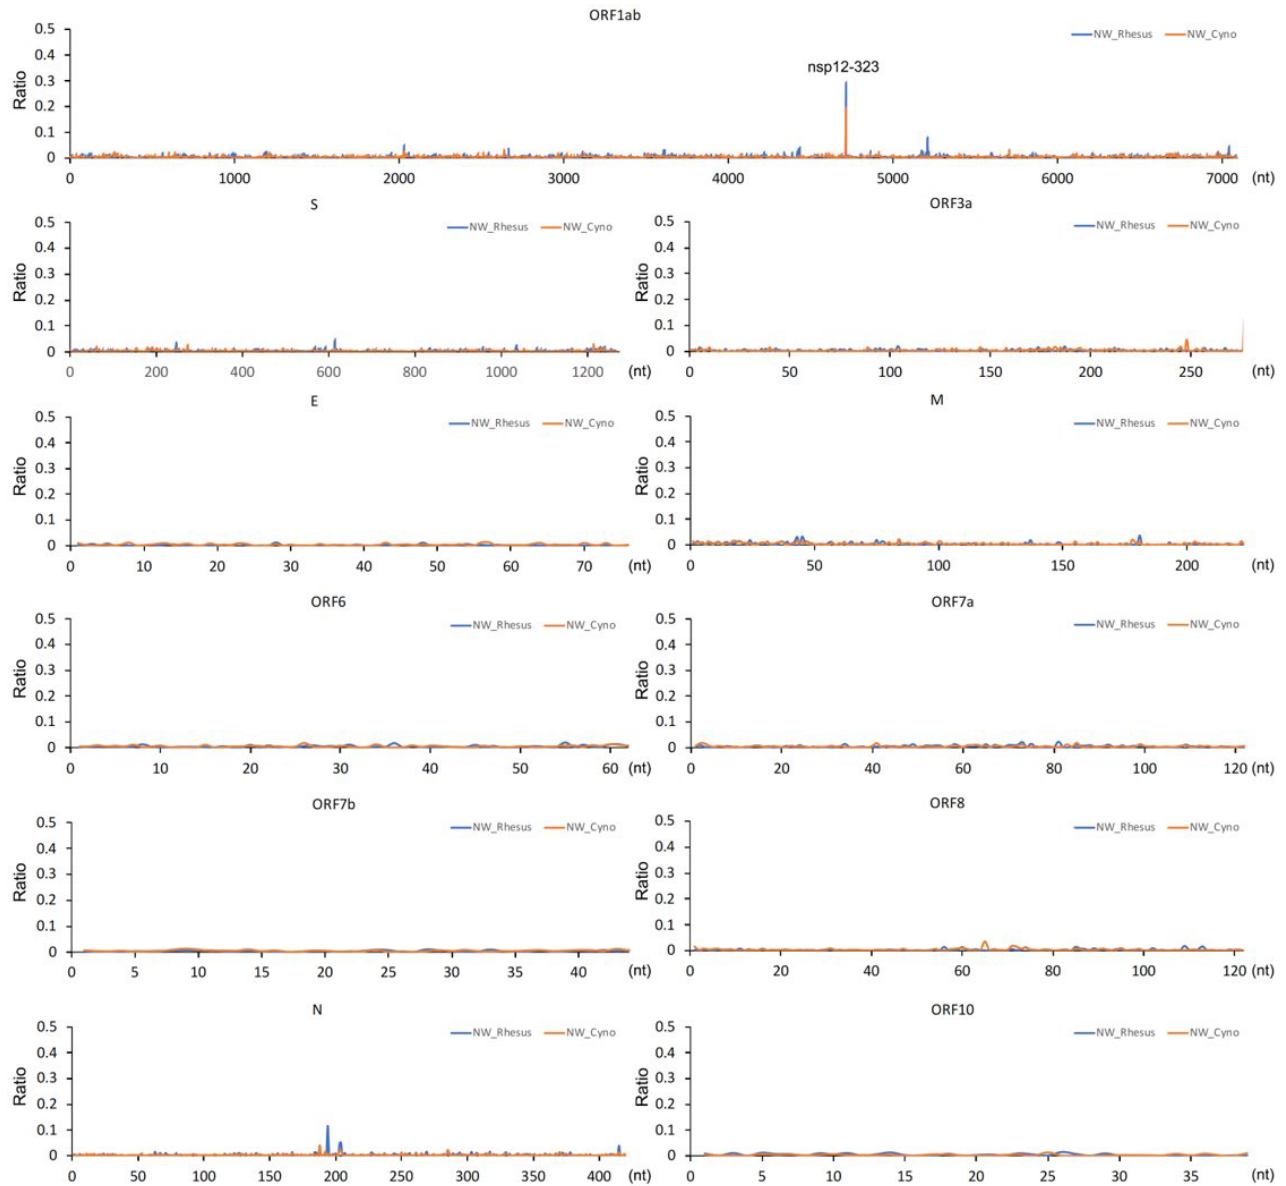 ORF1ab
NW_Rhesus NW_Cyno
nsp12-323
Ratio
0.5
0.4
0.3
0.2
0.1
0
0 1000 2000 3000 4000 5000 6000 7000 (nt)
S
NW_Rhesus NW_Cyno
Ratio
0.5
0.4
0.3
0.2
0.1
0
0 200 400 600 800 1000 1200 (nt)
ORF3a
NW_Rhesus NW_Cyno
Ratio
0.5
0.4
0.3
0.2
0.1
0
0 50 100 150 200 250 (nt)
E
NW_Rhesus NW_Cyno
Ratio
0.5
0.4
0.3
0.2
0.1
0
0 10 20 30 40 50 60 70 (nt)
M
NW_Rhesus NW_Cyno
Ratio
0.5
0.4
0.3
0.2
0.1
0
0 50 100 150 200 (nt)
ORF6
NW_Rhesus NW_Cyno
Ratio
0.5
0.4
0.3
0.2
0.1
0
0 10 20 30 40 50 60 (nt)
ORF7a
NW_Rhesus NW_Cyno
Ratio
0.5
0.4
0.3
0.2
0.1
0
0 20 40 60 80 100 120 (nt)
ORF7b
NW_Rhesus NW_Cyno
Ratio
0.5
0.4
0.3
0.2
0.1
0
0 5 10 15 20 25 30 35 40 (nt)
ORF8
NW_Rhesus NW_Cyno
Ratio
0.5
0.4
0.3
0.2
0.1
0
0 20 40 60 80 100 120 (nt)
N
NW_Rhesus NW_Cyno
Ratio
0.5
0.4
0.3
0.2
0.1
0
0 50 100 150 200 250 300 350 400 (nt)
ORF10
NW_Rhesus NW_Cyno
Ratio
0.5
0.4
0.3
0.2
0.1
0
0 5 10 15 20 25 30 35 (nt)